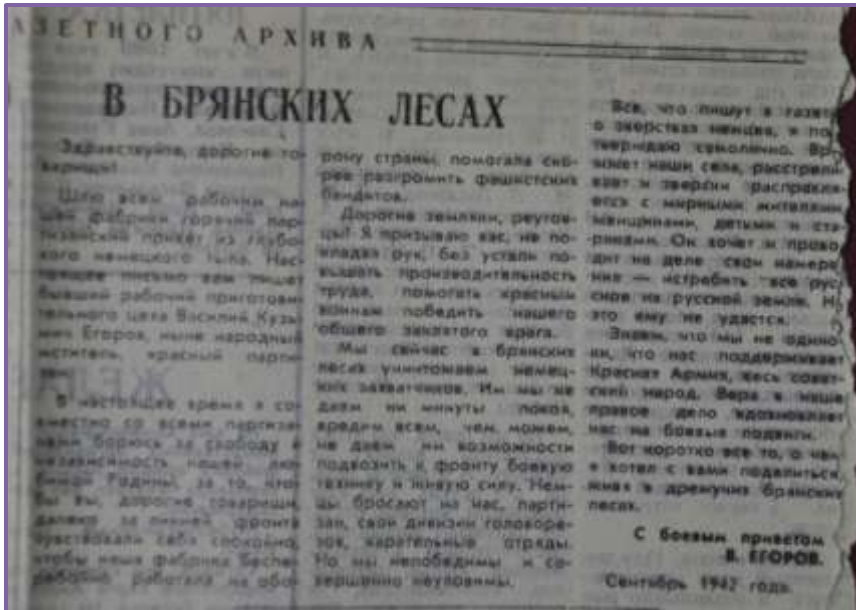 АЗЕТНОГО АРХИВА
В БРЯНСКИХ ЛЕСАХ
Здравствуйте, дорогие то-
варищи!
Шлю всем рабочим на-
шей фабрики горячий пар-
тизанский привет из глубо-
кого немецкого тыла. Нас-
тоящее письмо вам пишет
бывший рабочий приготови-
тельного цеха Василий Кузь-
мич Егоров, ныне народный
мститель, красный парти-
зан.
В настоящее время я со-
вместно со всеми партиза-
нами борюсь за свободу и
независимость нашей лю-
бимой Родины, за то, что-
бы вы, дорогие товарищи,
далеко за линией фронта
чувствовали себя спокойно,
чтобы наша фабрика беспе-
ребойно работала на обо-
рону страны, помогала ско-
рее разгромить фашистских
бандитов.
Дорогие земляки, реутов-
цы! Я призываю вас, не по-
кладая рук, без устали по-
вышать производительность
труда, помогать красным
воинам победить нашего
общего заклятого врага.
Мы сейчас в брянских
лесах уничтожаем немец-
ких захватчиков. Им мы не
даем ни минуты покоя,
вредим всем, чем можем,
не даем им возможности
подвозить к фронту боевую
технику и живую силу. Нем-
цы бросают на нас, парти-
зан, свои дивизии головоре-
зов, карательные отряды.
Но мы непобедимы и со-
вершенно неуловимы.
Все, что пишут в газетах
о зверствах немцев, я под-
тверждаю самолично. Враг
жжет наши села, расстрели-
вает и зверски расправля-
ется с мирными жителями,
женщинами, детьми и ста-
риками. Он хочет и прово-
дит на деле свои намере-
ния — истребить все рус-
ское на русской земле. Но
это ему не удастся.
Знаем, что мы не одино-
ки, что нас поддерживает
Красная Армия, весь совет-
ский народ. Вера в наше
правое дело вдохновляет
нас на боевые подвиги.
Вот коротко все то, о чем
я хотел с вами поделиться,
живя в дремучих брянских
лесах.
С боевым приветом
В. ЕГОРОВ.
Сентябрь 1942 года.